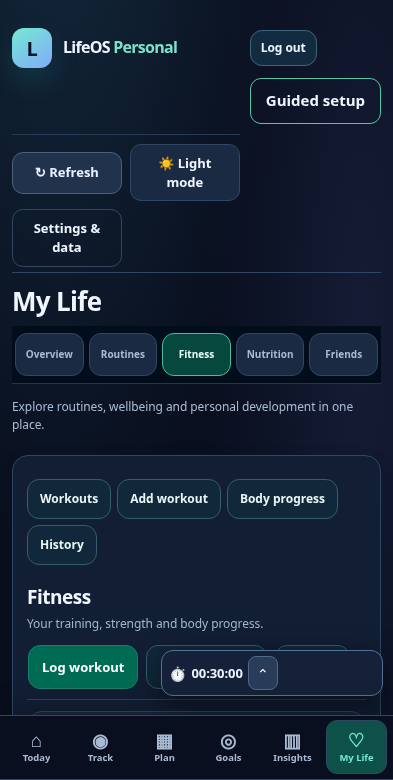 L
LifeOS Personal
Log out
Guided setup
↻ Refresh
☀️ Light
mode
Settings &
data
My Life
Overview
Routines
Fitness
Nutrition
Friends
Explore routines, wellbeing and personal development in one
place.
Workouts
Add workout
Body progress
History
Fitness
Your training, strength and body progress.
Log workout
⏱️ 00:30:00
Today
Track
Plan
Goals
Insights
My Life